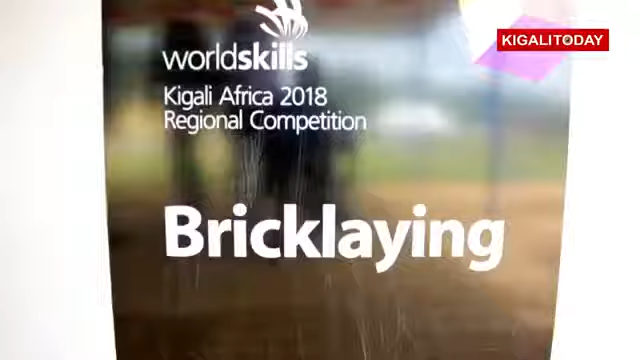 KIGALITODAY
worldskills
Kigali Africa 2018
Regional Competition
Bricklaying